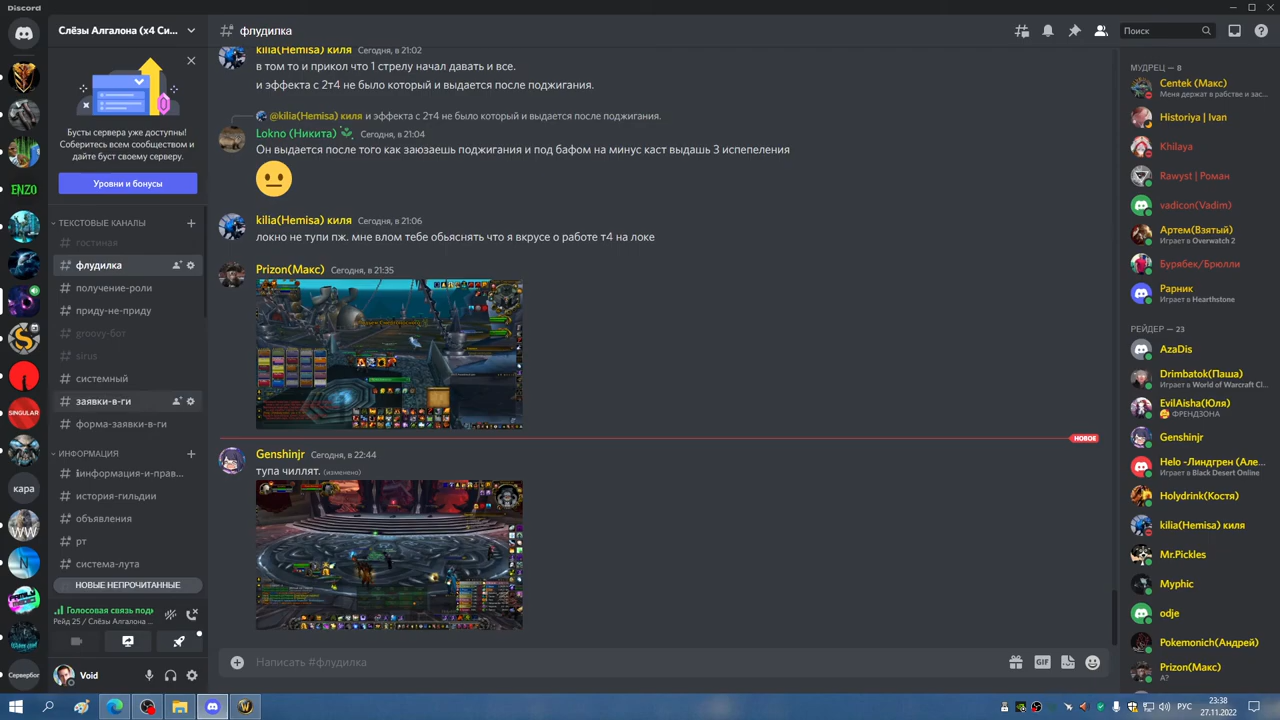 Discord
Слёзы Алгалона (x4 Си...
флудилка
Поиск
Бусты сервера уже доступны!
Соберитесь всем сообществом и
дайте буст своему серверу.
Уровни и бонусы
ТЕКСТОВЫЕ КАНАЛЫ
гостиная
флудилка
получение-роли
приду-не-приду
groovy-бот
sirus
системный
заявки-в-ги
форма-заявки-в-ги
ИНФОРМАЦИЯ
информация-и-прав...
история-гильдии
объявления
рт
система-лута
НОВЫЕ НЕПРОЧИТАННЫЕ
Голосовая связь подк
Рейд 25 / Слёзы Алгалона ...
Void
ENZO
SINGULAR
кара
WW
Сервербог
kilia(Hemisa) киля Сегодня, в 21:02
в том то и прикол что 1 стрелу начал давать и все.
и эффекта с 2т4 не было который и выдается после поджигания.
@kilia(Hemisa) киля и эффекта с 2т4 не было который и выдается после поджигания.
Lokno (Никита) Сегодня, в 21:04
Он выдается после того как заюзаешь поджигания и под бафом на минус каст выдашь 3 испепеления
kilia(Hemisa) киля Сегодня, в 21:06
локно не тупи пж. мне влом тебе обьяснять что я вкрусе о работе т4 на локе
Prizon(Макс) Сегодня, в 21:35
НОВОЕ
Genshinjr Сегодня, в 22:44
тупа чиллят. (изменено)
Написать #флудилка
GIF
МУДРЕЦ — 8
Centek (Макс)
Меня держат в рабстве и зас...
Historiya | Ivan
Khilaya
Rawyst | Роман
vadicon(Vadim)
Артем(Взятый)
Играет в Overwatch 2
Бурябек/Брюлли
Рарник
Играет в Hearthstone
РЕЙДЕР — 23
AzaDis
Drimbatok(Паша)
Играет в World of Warcraft Cl...
EvilAisha(Юля)
ФРЕНДЗОНА
Genshinjr
Helo -Линдгрен (Але...
Играет в Black Desert Online
Holydrink(Костя)
kilia(Hemisa) киля
Mr.Pickles
Myphic
odje
Pokemonich(Андрей)
Prizon(Макс)
А?
РУС
23:38
27.11.2022